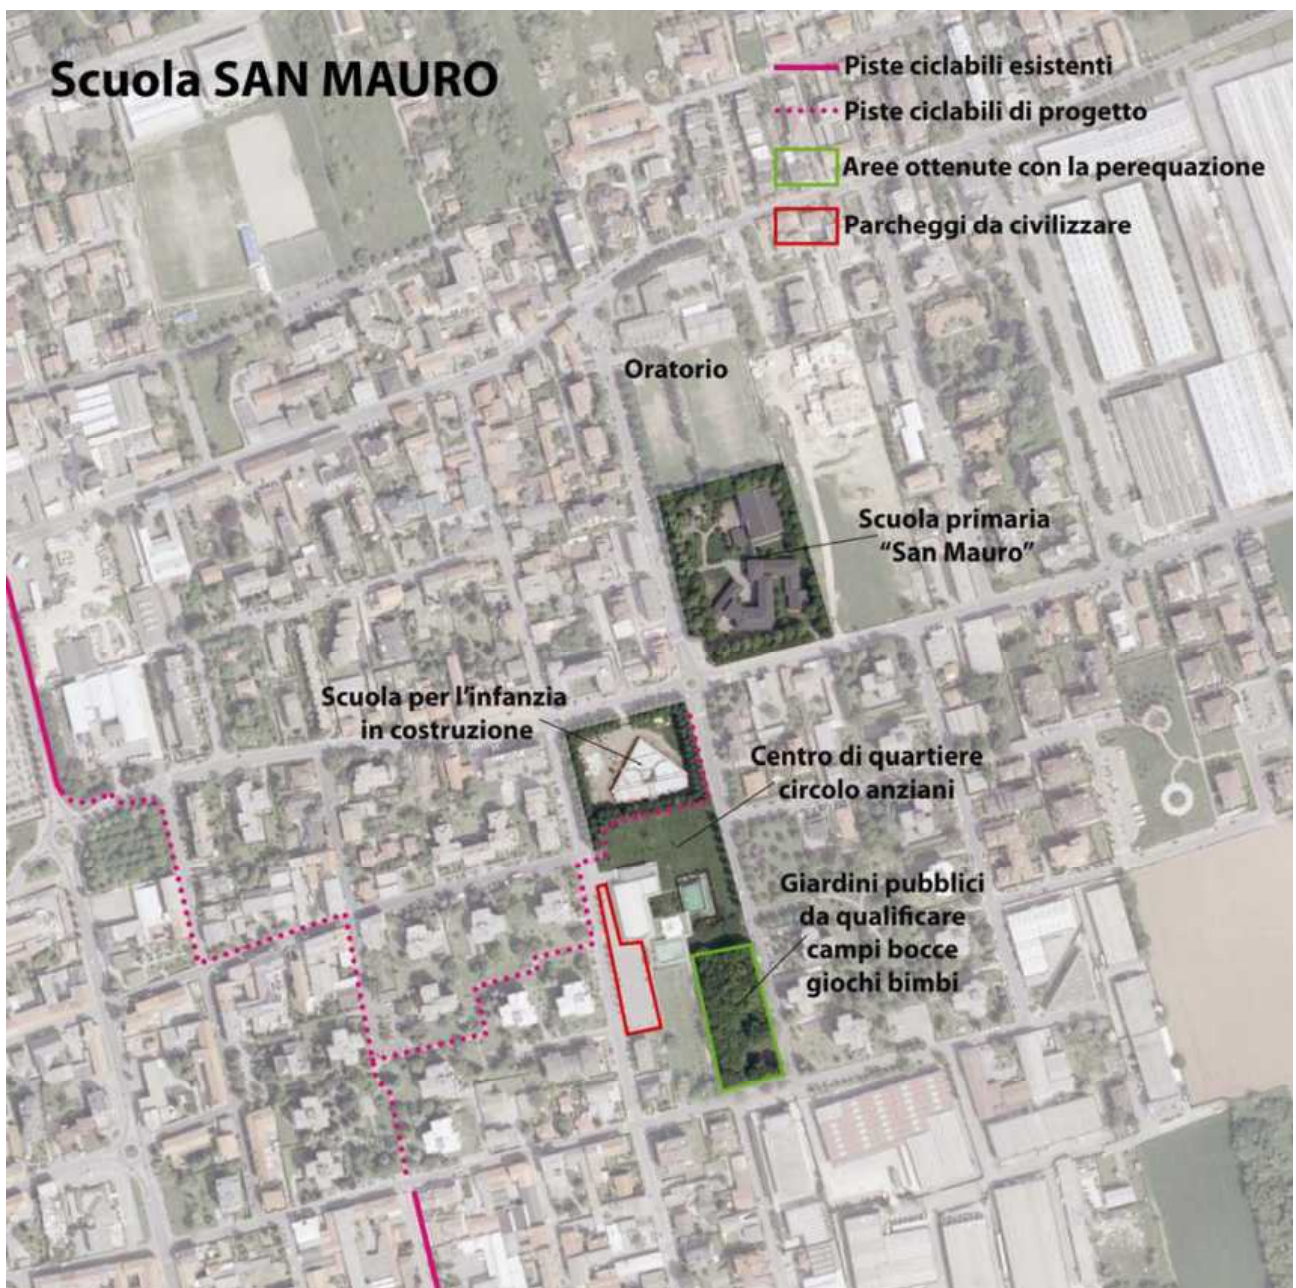 Scuola SAN MAURO
Piste ciclabili esistenti
Piste ciclabili di progetto
Aree ottenute con la perequazione
Parcheggi da civilizzare
Oratorio
Scuola primaria
“San Mauro”
Scuola per l'infanzia
in costruzione
Centro di quartiere
circolo anziani
Giardini pubblici
da qualificare
campi bocce
giochi bimbi